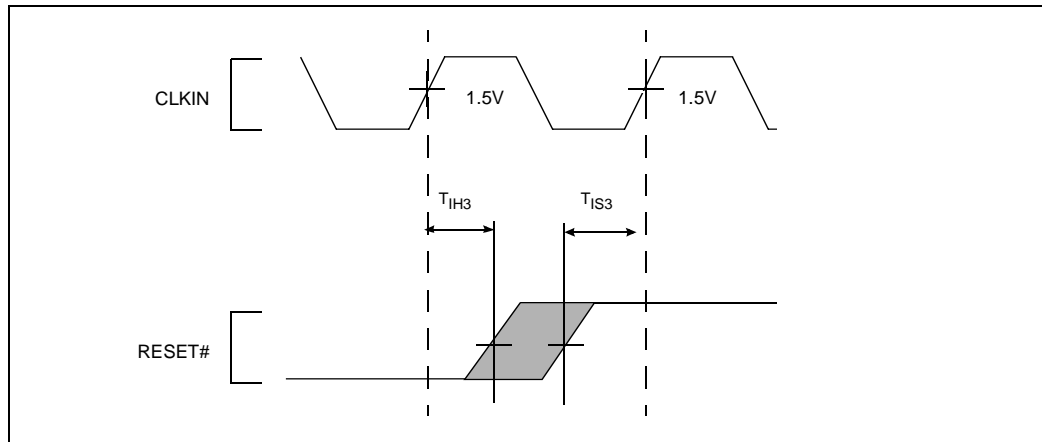 CLKIN
1.5V
1.5V
TIH3
TIS3
RESET#